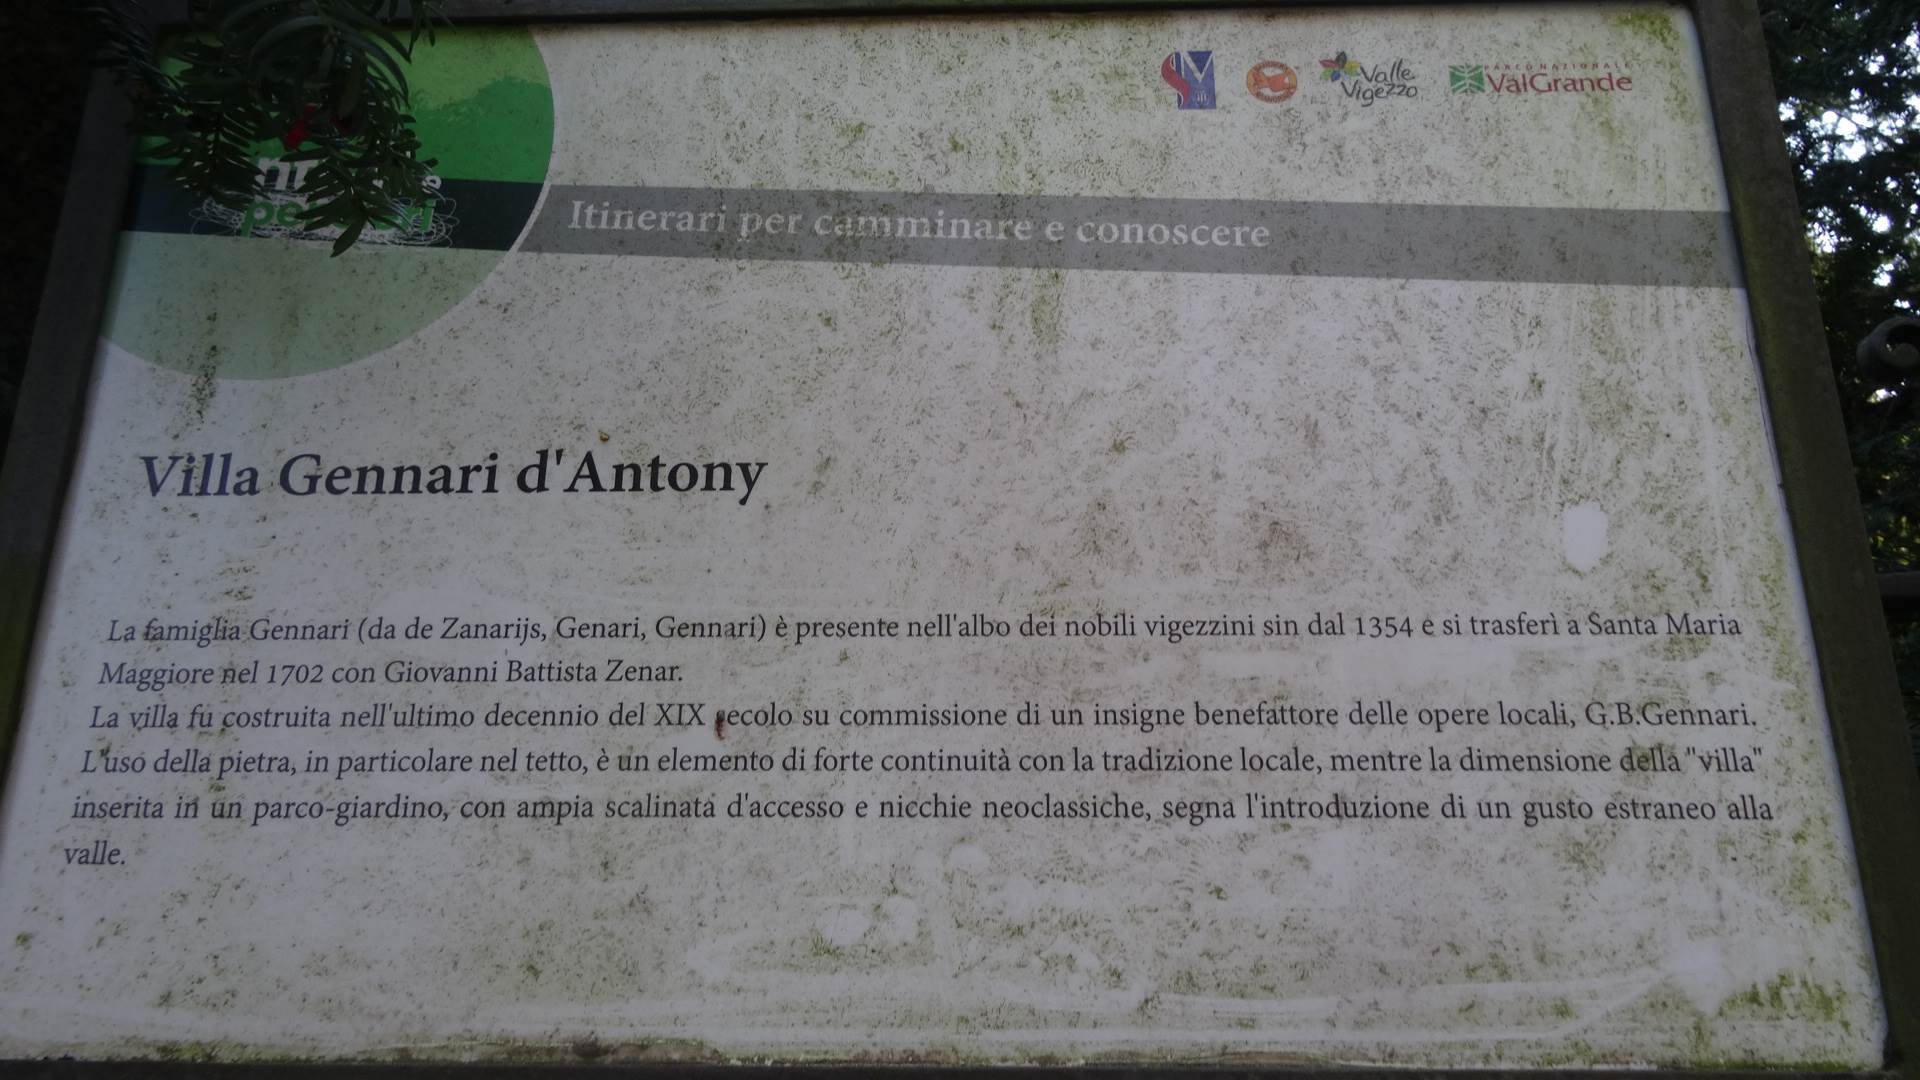 Valle
Vigezzo
PARCO NAZIONALE
ValGrande
Itinerari per camminare e conoscere
Villa Gennari d'Antony
La famiglia Gennari (da de Zanarijs, Genari, Gennari) è presente nell'albo dei nobili vigezzini sin dal 1354 e si trasferì a Santa Maria
Maggiore nel 1702 con Giovanni Battista Zenar.
La villa fu costruita nell'ultimo decennio del XIX secolo su commissione di un insigne benefattore delle opere locali, G.B.Gennari.
L'uso della pietra, in particolare nel tetto, è un elemento di forte continuità con la tradizione locale, mentre la dimensione della "villa"
inserita in un parco-giardino, con ampia scalinata d'accesso e nicchie neoclassiche, segna l'introduzione di un gusto estraneo alla
valle.